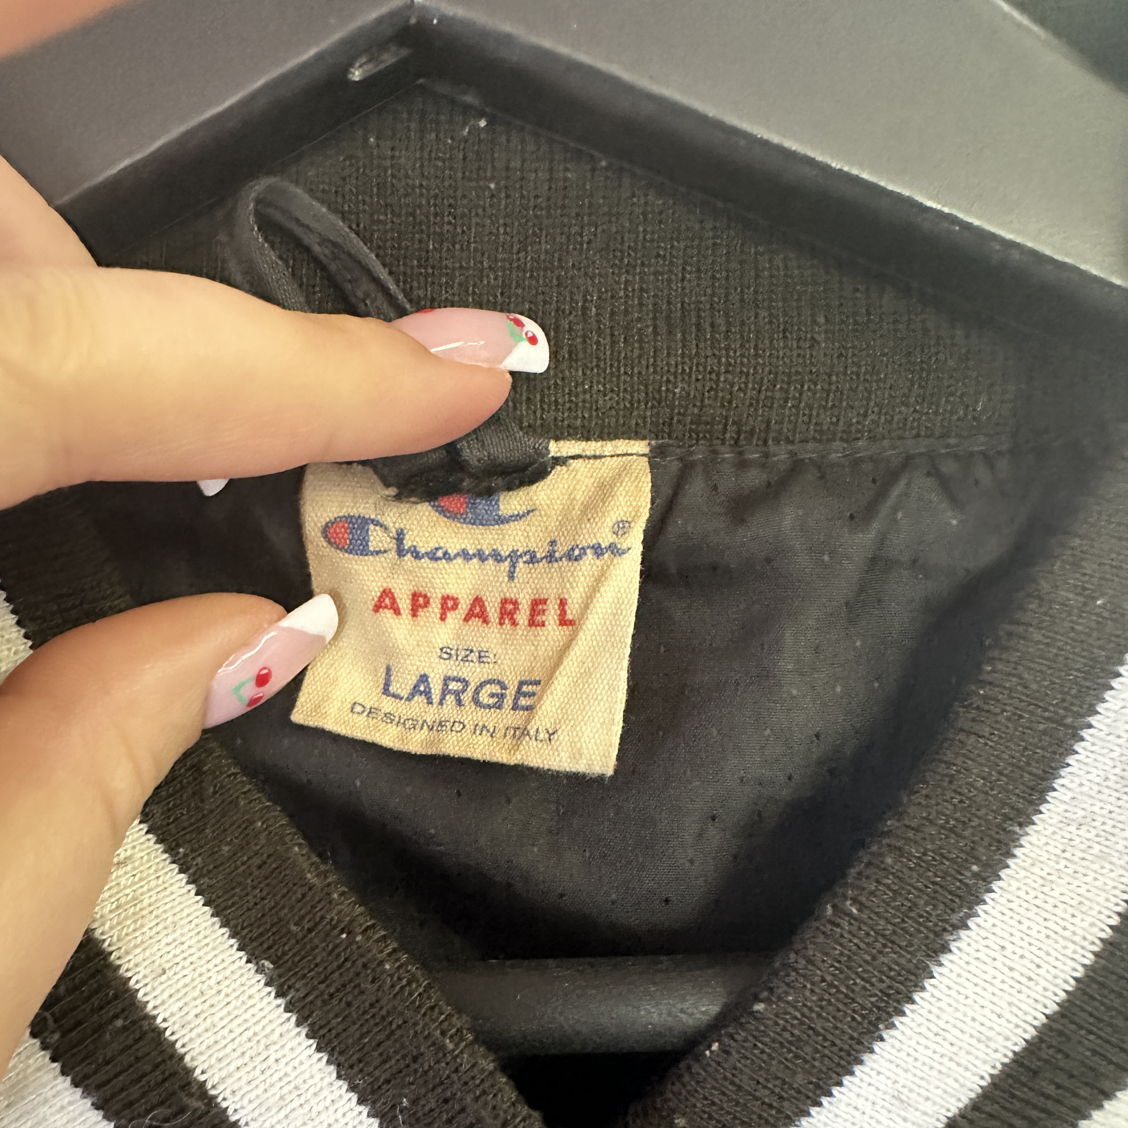 Champion®
APPAREL
SIZE:
LARGE
DESIGNED IN ITALY